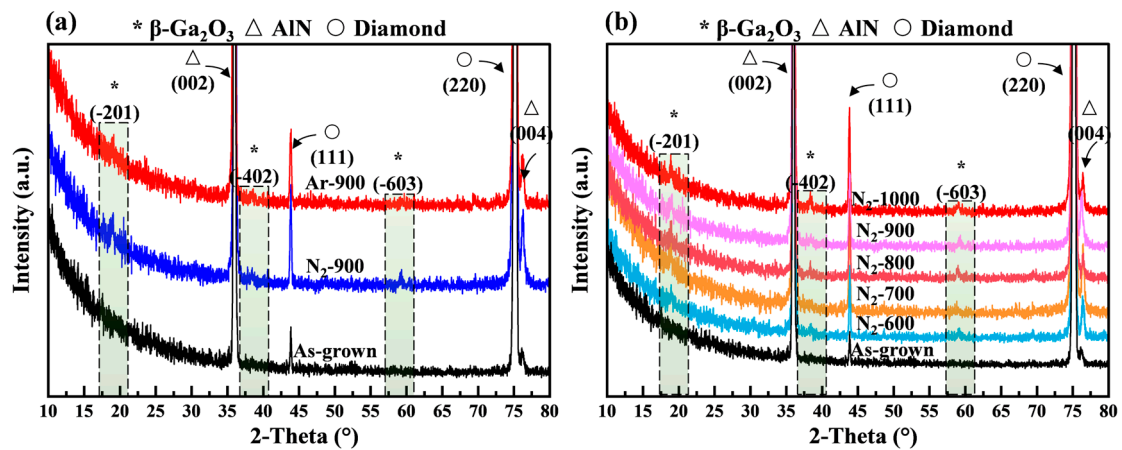 (a)
* β-Ga₂O₃ △ AlN ○ Diamond
△
(002)
○
(220)
*
(-201)
△
(004)
○
(111)
*
(-402)
Ar-900
*
(-603)
N₂-900
As-grown
Intensity (a.u.)
10 15 20 25 30 35 40 45 50 55 60 65 70 75 80
2-Theta (°)
(b)
* β-Ga₂O₃ △ AlN ○ Diamond
△
(002)
○
(220)
○
(111)
△
(004)
*
(-201)
*
(-402)
*
(-603)
N₂-1000
N₂-900
N₂-800
N₂-700
N₂-600
As-grown
Intensity (a.u.)
10 15 20 25 30 35 40 45 50 55 60 65 70 75 80
2-Theta (°)